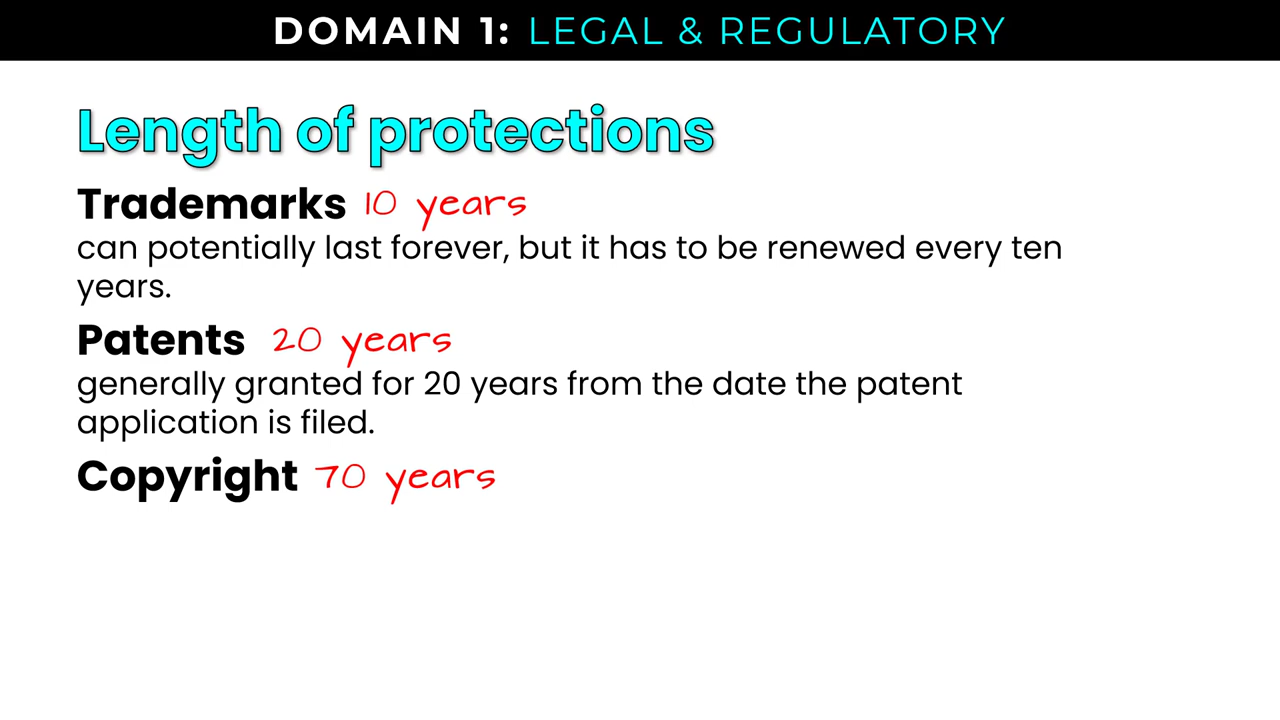 DOMAIN 1: LEGAL & REGULATORY
Length of protections
Trademarks 10 years
can potentially last forever, but it has to be renewed every ten
years.
Patents 20 years
generally granted for 20 years from the date the patent
application is filed.
Copyright 70 years